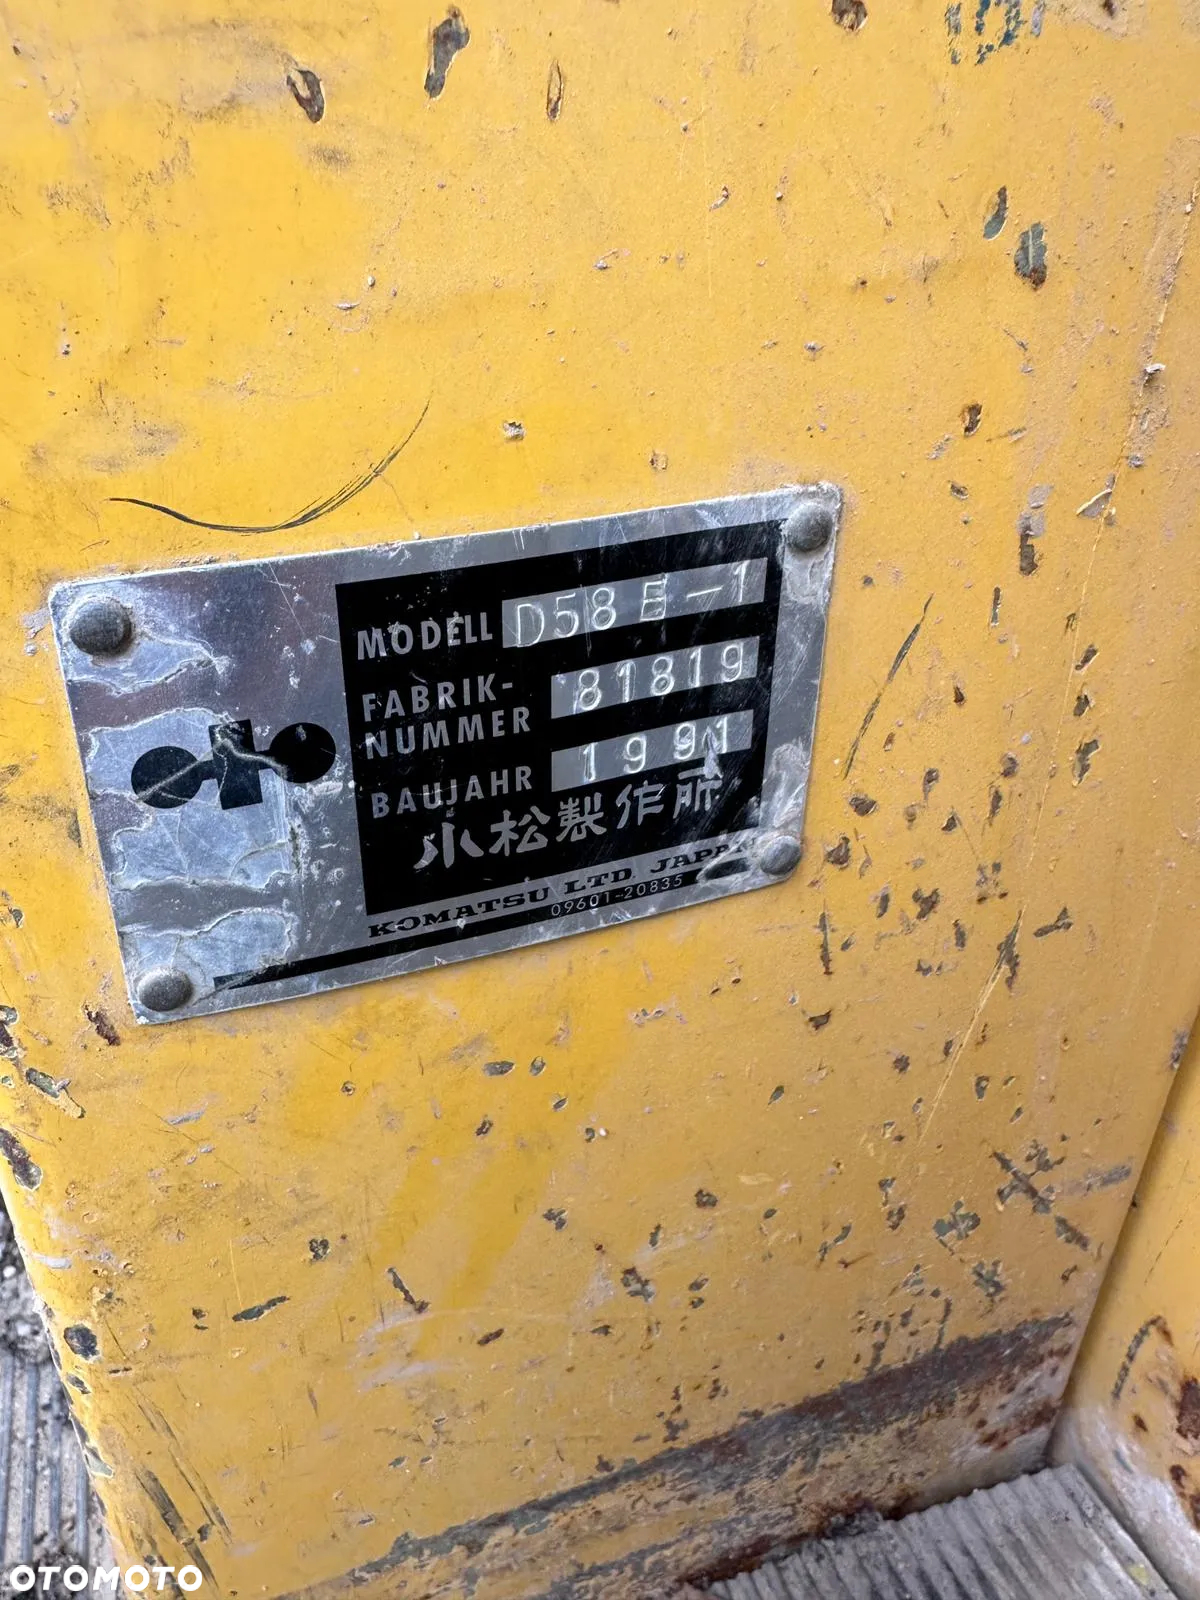 MODELL D58E-1
FABRIK-
NUMMER 81819
BAUJAHR 1991
小松製作所
KOMATSU LTD. JAPAN
09601-20835
OTOMOTO